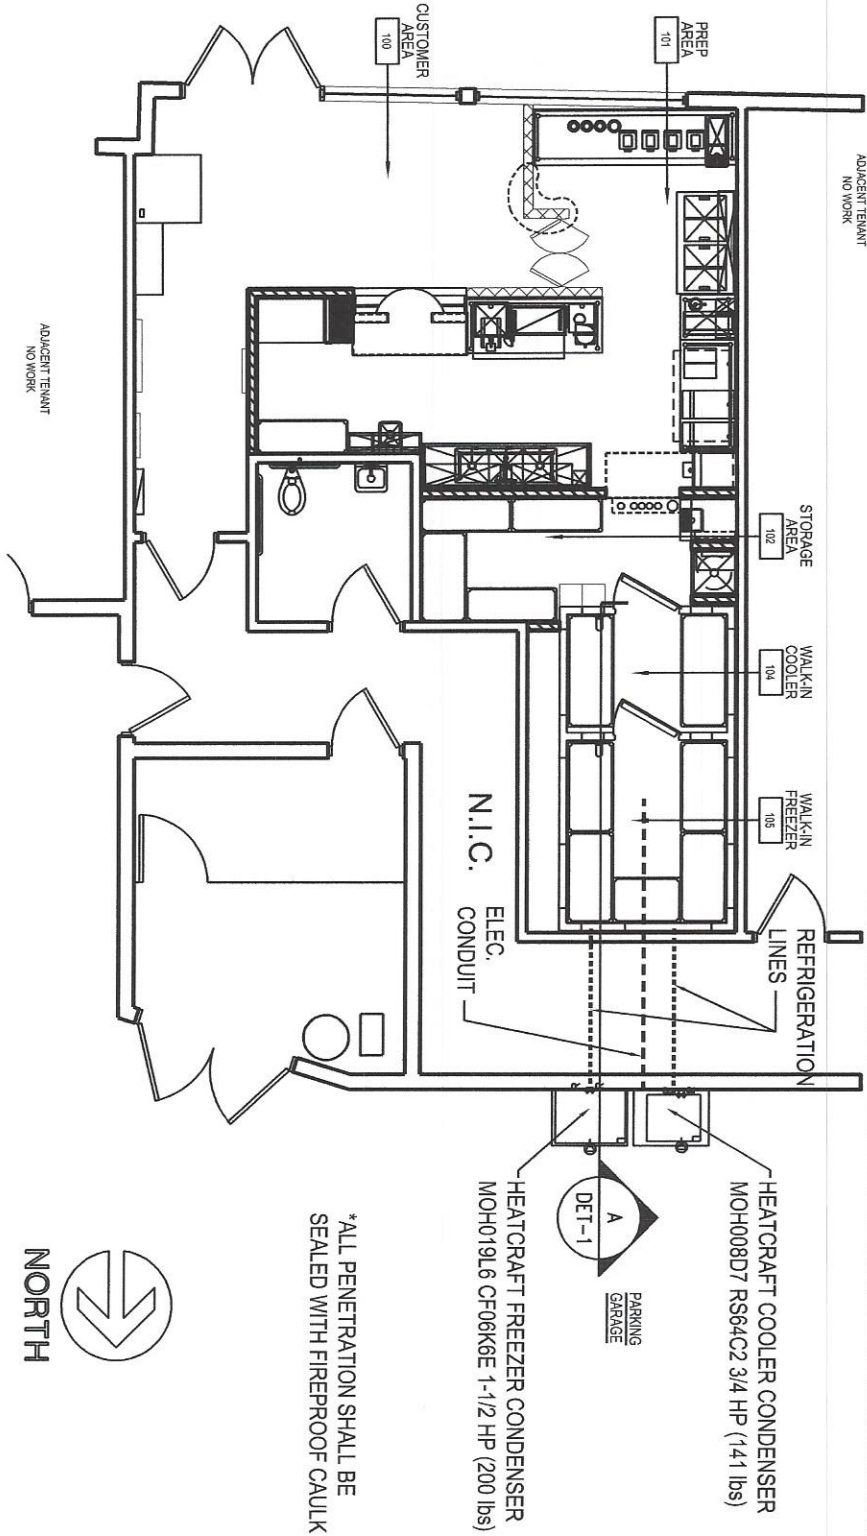 CUSTOMER
AREA
100
PREP
AREA
101
ADJACENT TENANT
NO WORK
ADJACENT TENANT
NO WORK
STORAGE
AREA
102
WALK-IN
COOLER
104
WALK-IN
FREEZER
105
N.I.C.
ELEC.
CONDUIT
REFRIGERATION
LINES
HEATCRAFT COOLER CONDENSER
MOH008D7 RS64C2 3/4 HP (141 lbs)
HEATCRAFT FREEZER CONDENSER
MOH019L6 CF06K6E 1-1/2 HP (200 lbs)
A
DET-1
PARKING
GARAGE
*ALL PENETRATION SHALL BE
SEALED WITH FIREPROOF CAULK
NORTH